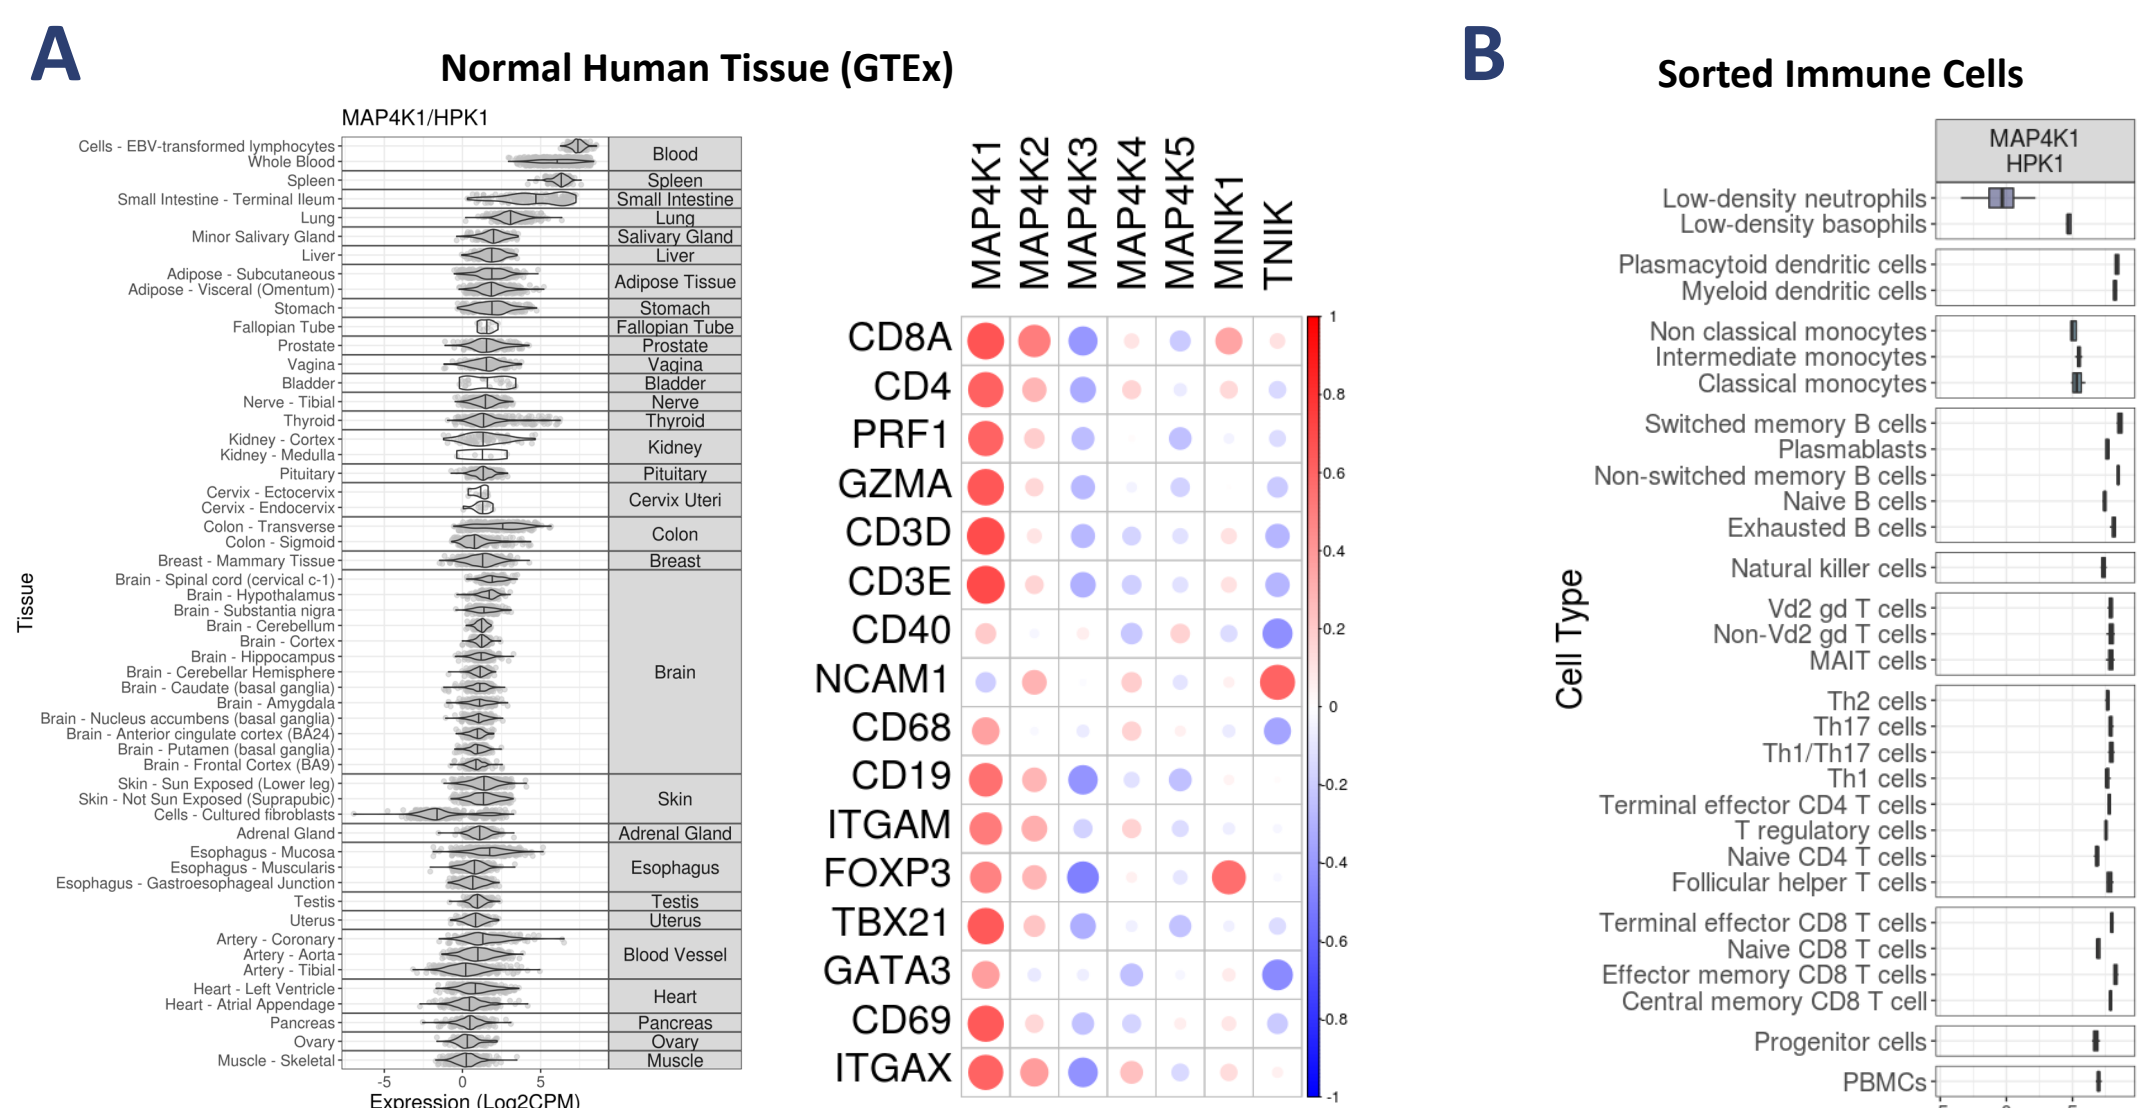 A
Normal Human Tissue (GTEx)
MAP4K1/HPK1
Tissue
Cells - EBV-transformed lymphocytes
Whole Blood
Blood
Spleen
Spleen
Small Intestine - Terminal Ileum
Small Intestine
Lung
Lung
Minor Salivary Gland
Salivary Gland
Liver
Liver
Adipose - Subcutaneous
Adipose - Visceral (Omentum)
Adipose Tissue
Stomach
Stomach
Fallopian Tube
Fallopian Tube
Prostate
Prostate
Vagina
Vagina
Bladder
Bladder
Nerve - Tibial
Nerve
Thyroid
Thyroid
Kidney - Cortex
Kidney - Medulla
Kidney
Pituitary
Pituitary
Cervix - Ectocervix
Cervix - Endocervix
Cervix Uteri
Colon - Transverse
Colon - Sigmoid
Colon
Breast - Mammary Tissue
Breast
Brain - Spinal cord (cervical c-1)
Brain - Hypothalamus
Brain - Substantia nigra
Brain - Cerebellum
Brain - Cortex
Brain - Hippocampus
Brain - Cerebellar Hemisphere
Brain - Caudate (basal ganglia)
Brain - Amygdala
Brain - Nucleus accumbens (basal ganglia)
Brain - Anterior cingulate cortex (BA24)
Brain - Putamen (basal ganglia)
Brain - Frontal Cortex (BA9)
Brain
Skin - Sun Exposed (Lower leg)
Skin - Not Sun Exposed (Suprapubic)
Cells - Cultured fibroblasts
Skin
Adrenal Gland
Adrenal Gland
Esophagus - Mucosa
Esophagus - Muscularis
Esophagus - Gastroesophageal Junction
Esophagus
Testis
Testis
Uterus
Uterus
Artery - Coronary
Artery - Aorta
Artery - Tibial
Blood Vessel
Heart - Left Ventricle
Heart - Atrial Appendage
Heart
Pancreas
Pancreas
Ovary
Ovary
Muscle - Skeletal
Muscle
-5 0 5
Expression (Log2CPM)
MAP4K1
MAP4K2
MAP4K3
MAP4K4
MAP4K5
MINK1
TNIK
CD8A
CD4
PRF1
GZMA
CD3D
CD3E
CD40
NCAM1
CD68
CD19
ITGAM
FOXP3
TBX21
GATA3
CD69
ITGAX
1
0.8
0.6
0.4
0.2
0
-0.2
-0.4
-0.6
-0.8
-1
B
Sorted Immune Cells
MAP4K1
HPK1
Cell Type
Low-density neutrophils
Low-density basophils
Plasmacytoid dendritic cells
Myeloid dendritic cells
Non classical monocytes
Intermediate monocytes
Classical monocytes
Switched memory B cells
Plasmablasts
Non-switched memory B cells
Naive B cells
Exhausted B cells
Natural killer cells
Vd2 gd T cells
Non-Vd2 gd T cells
MAIT cells
Th2 cells
Th17 cells
Th1/Th17 cells
Th1 cells
Terminal effector CD4 T cells
T regulatory cells
Naive CD4 T cells
Follicular helper T cells
Terminal effector CD8 T cells
Naive CD8 T cells
Effector memory CD8 T cells
Central memory CD8 T cell
Progenitor cells
PBMCs